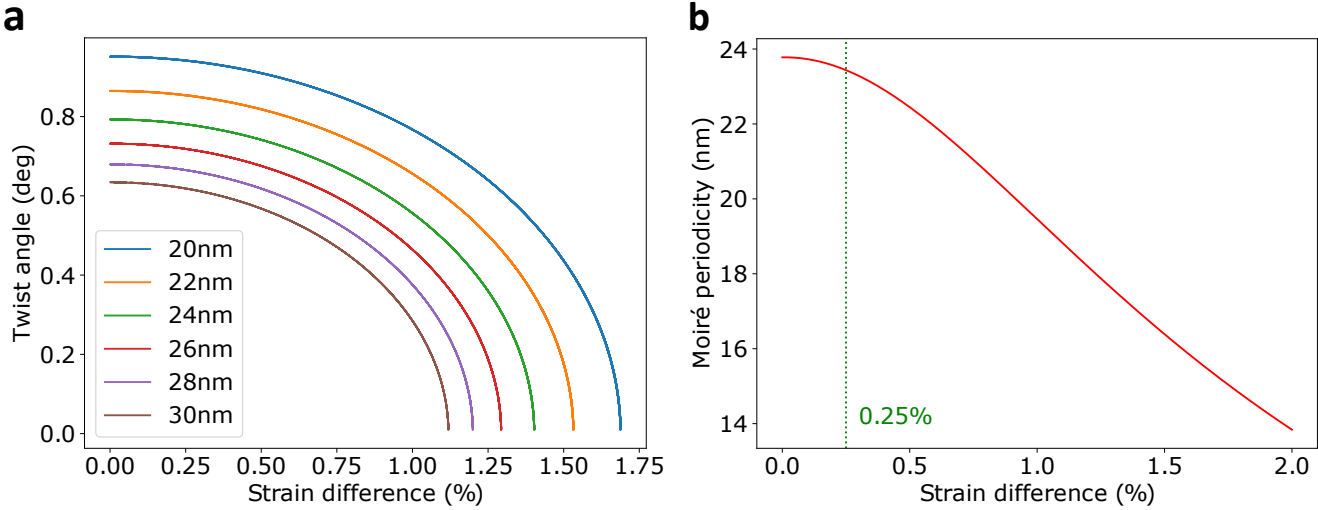 a
Twist angle (deg)
0.8
0.6
0.4
0.2
0.0
20nm
22nm
24nm
26nm
28nm
30nm
0.00 0.25 0.50 0.75 1.00 1.25 1.50 1.75
Strain difference (%)
b
Moiré periodicity (nm)
24
22
20
18
16
14
0.25%
0.0 0.5 1.0 1.5 2.0
Strain difference (%)